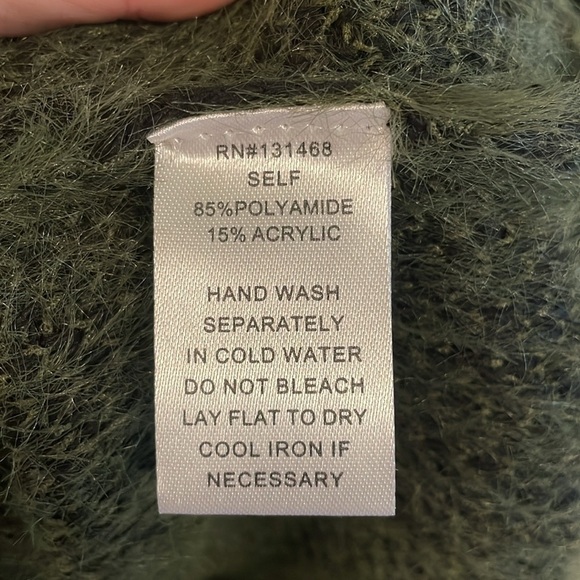 RN#131468
SELF
85%POLYAMIDE
15% ACRYLIC
HAND WASH
SEPARATELY
IN COLD WATER
DO NOT BLEACH
LAY FLAT TO DRY
COOL IRON IF
NECESSARY